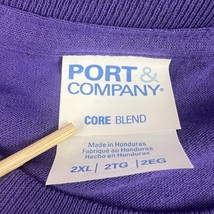 PORT &
COMPANY®
CORE BLEND
Made in Honduras
Fabriqué au Honduras
Hecho en Honduras
2XL | 2TG | 2EG